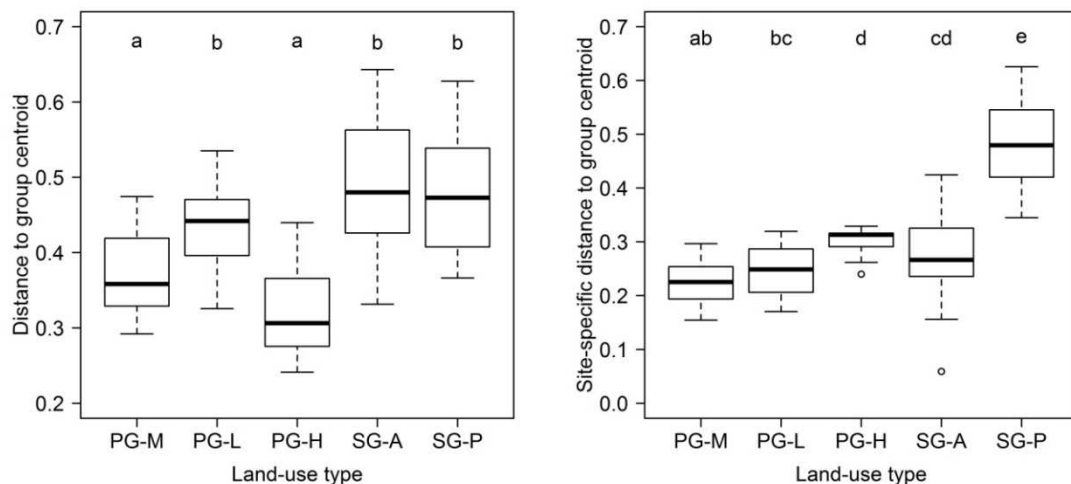 Distance to group centroid
0.7
0.6
0.5
0.4
0.3
0.2
a b a b b
PG-M PG-L PG-H SG-A SG-P
Land-use type
Site-specific distance to group centroid
0.7
0.6
0.5
0.4
0.3
0.2
0.1
0.0
ab bc d cd e
PG-M PG-L PG-H SG-A SG-P
Land-use type